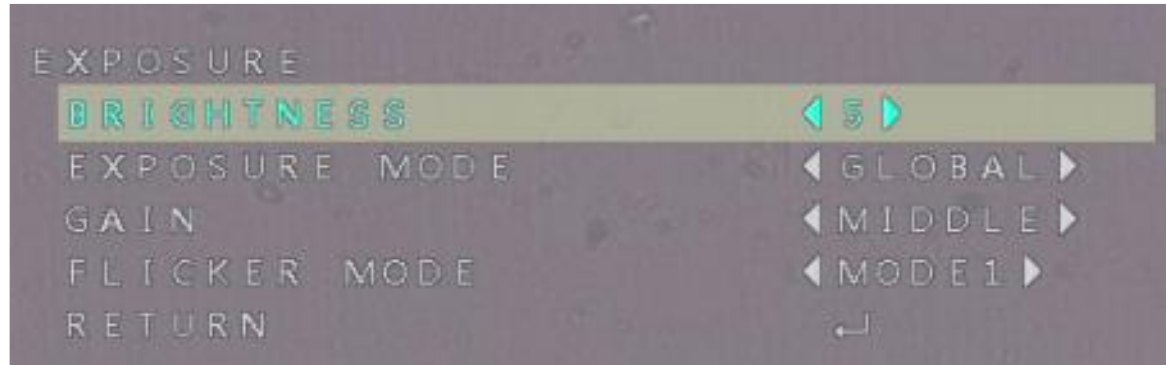 EXPOSURE
BRIGHTNESS ◀ 5 ▶
EXPOSURE MODE ◀ GLOBAL ▶
GAIN ◀ MIDDLE ▶
FLICKER MODE ◀ MODE1 ▶
RETURN ↵